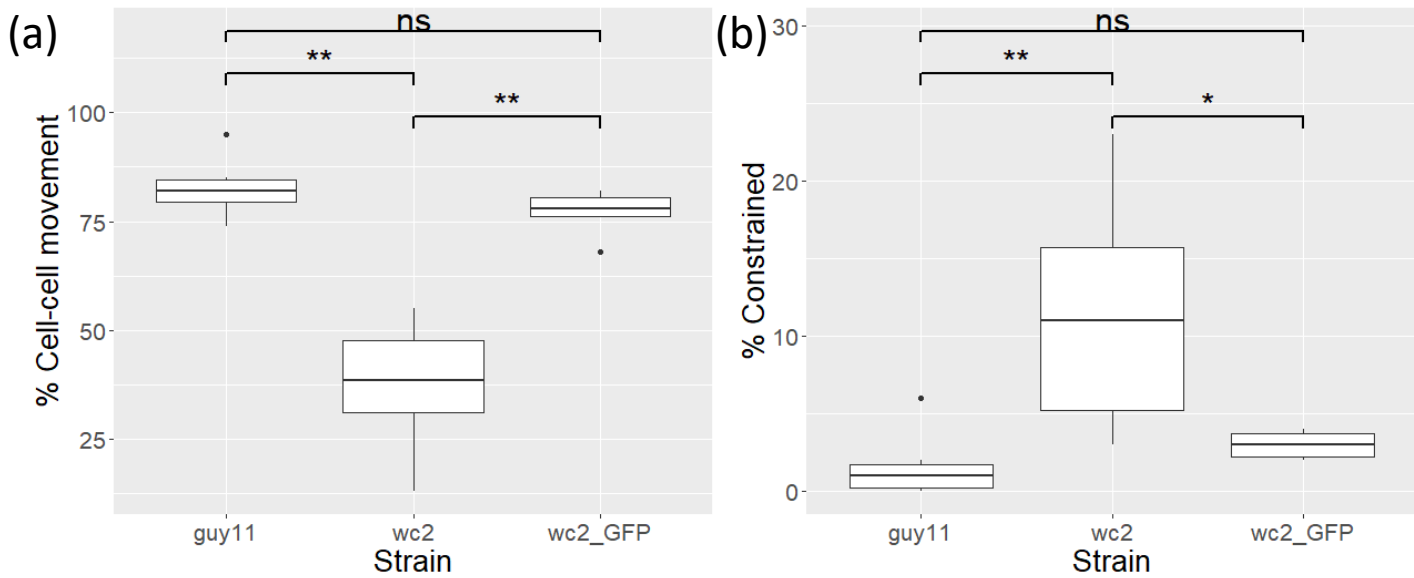 (a)
ns
**
**
% Cell-cell movement
100
75
50
25
guy11 wc2 wc2_GFP
Strain
(b)
ns
**
*
% Constrained
30
20
10
0
guy11 wc2 wc2_GFP
Strain